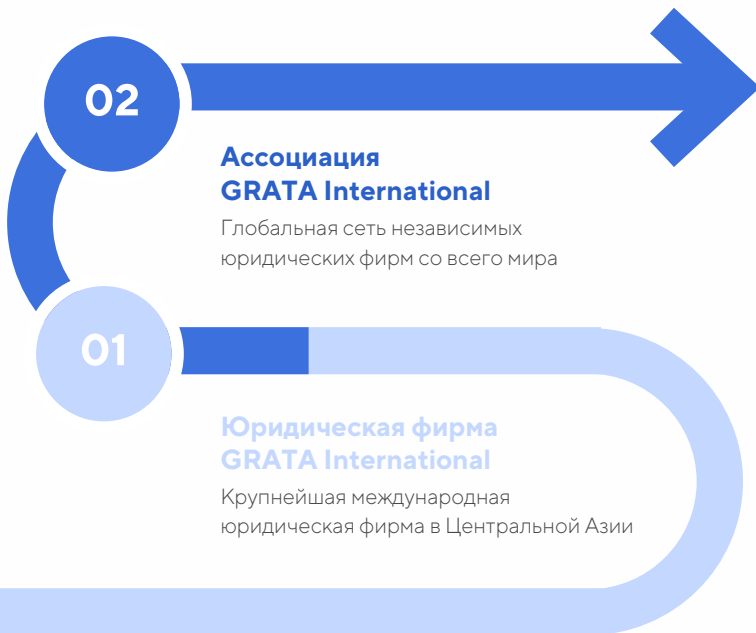 02
Ассоциация
GRATA International
Глобальная сеть независимых
юридических фирм со всего мира
01
Юридическая фирма
GRATA International
Крупнейшая международная
юридическая фирма в Центральной Азии